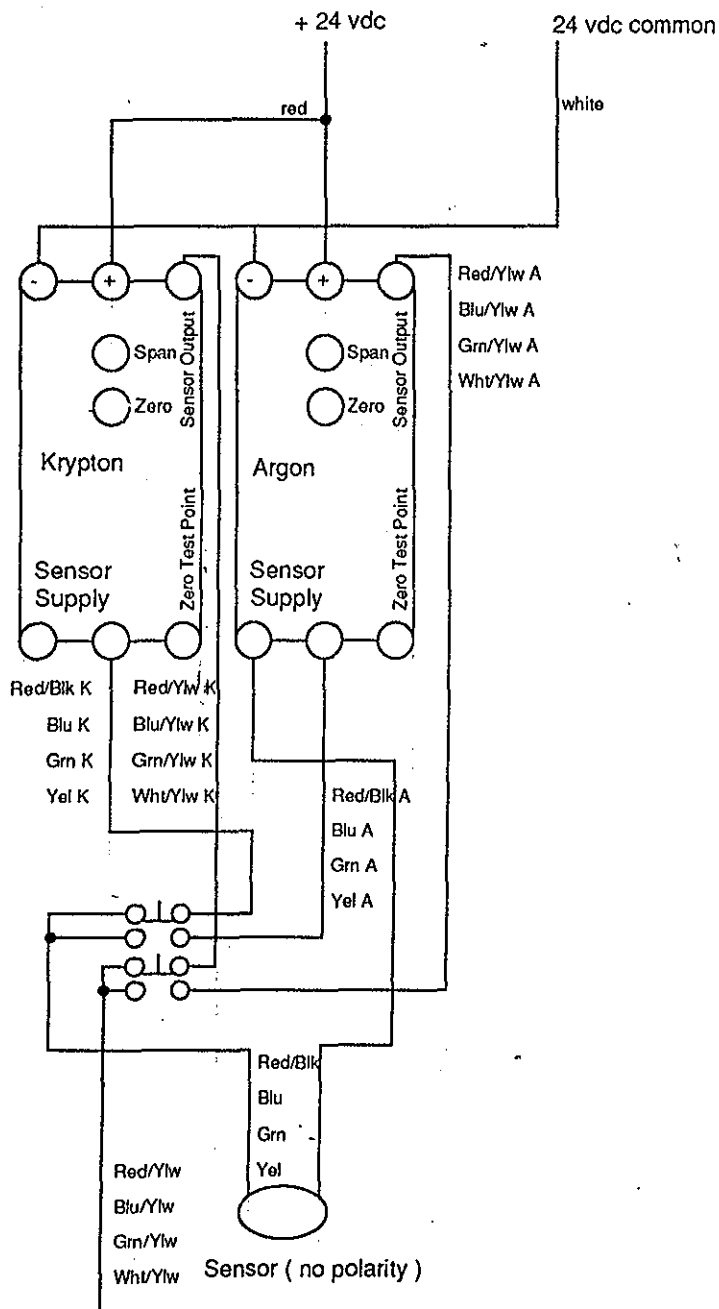 + 24 vdc
24 vdc common
red
white
- +
- +
Span
Zero
Sensor Output
Krypton
Zero Test Point
Sensor
Supply
Span
Zero
Sensor Output
Argon
Zero Test Point
Sensor
Supply
Red/Ylw A
Blu/Ylw A
Grn/Ylw A
Wht/Ylw A
Red/Blk K
Blu K
Grn K
Yel K
Red/Ylw K
Blu/Ylw K
Grn/Ylw K
Wht/Ylw K
Red/Blk A
Blu A
Grn A
Yel A
Red/Blk
Blu
Grn
Yel
Red/Ylw
Blu/Ylw
Grn/Ylw
Wht/Ylw
Sensor ( no polarity )